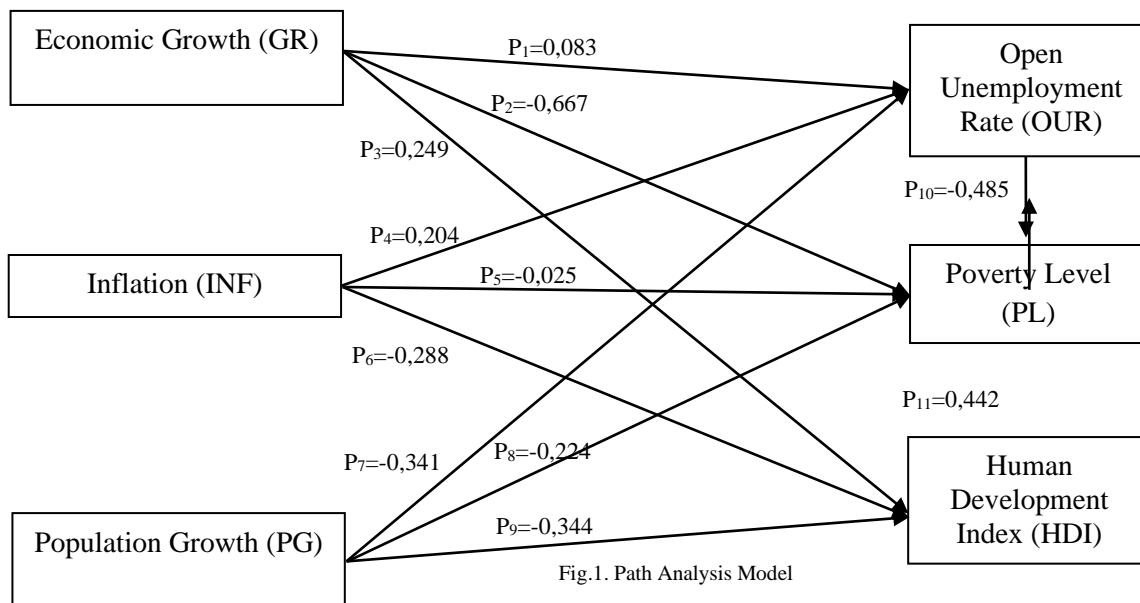 Economic Growth (GR)
P1=0,083
P2=-0,667
P3=0,249
Open
Unemployment
Rate (OUR)
P10=-0,485
P4=0,204
Inflation (INF)
P5=-0,025
P6=-0,288
Poverty Level
(PL)
P11=0,442
P7=-0,341
P8=-0,224
P9=-0,344
Population Growth (PG)
Human
Development
Index (HDI)
Fig.1. Path Analysis Model